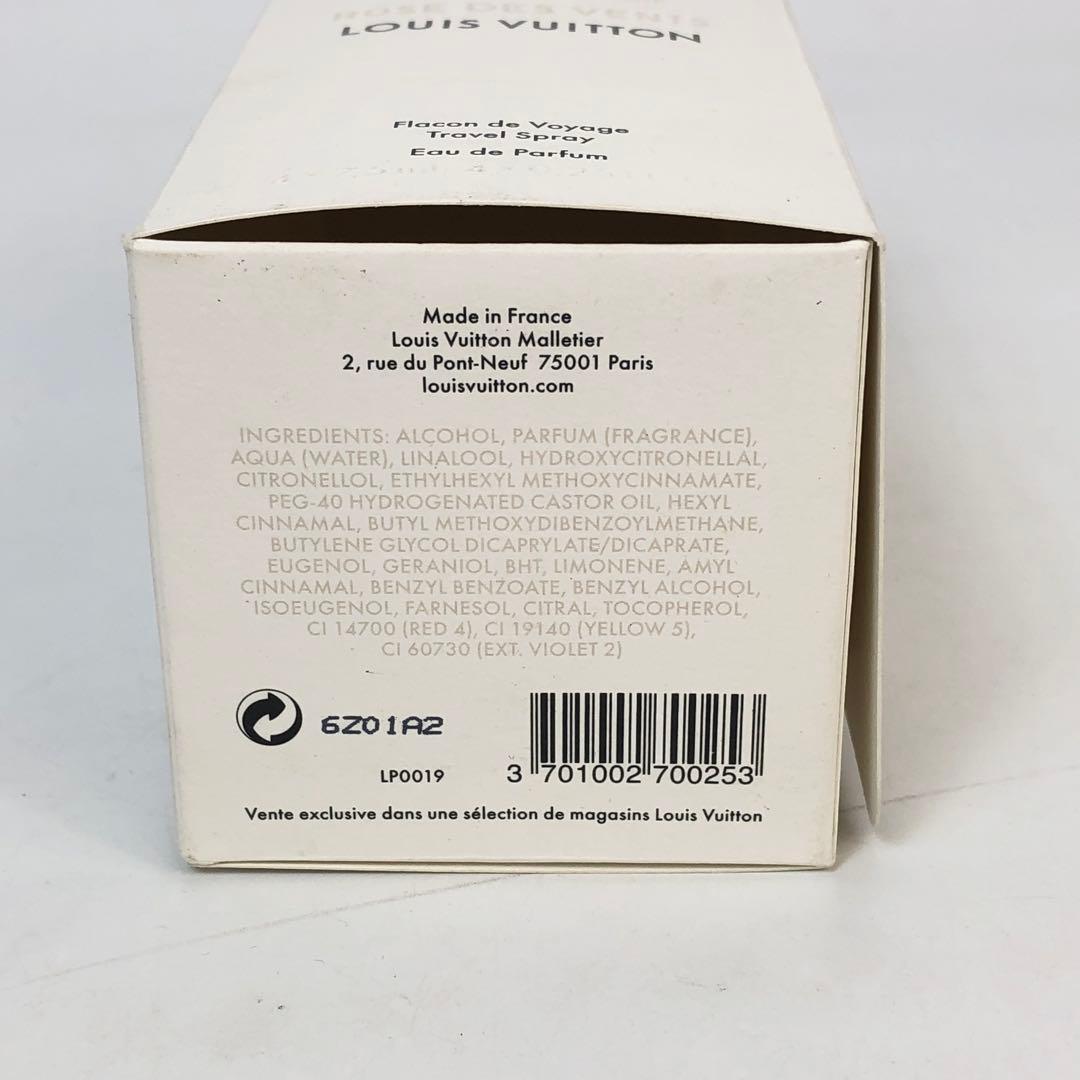 ROSE DES VENTS
LOUIS VUITTON
Flacon de Voyage
Travel Spray
Eau de Parfum
Made in France
Louis Vuitton Malletier
2, rue du Pont-Neuf 75001 Paris
louisvuitton.com
INGREDIENTS: ALCOHOL, PARFUM (FRAGRANCE),
AQUA (WATER), LINALOOL, HYDROXYCITRONELLAL,
CITRONELLOL, ETHYLHEXYL METHOXYCINNAMATE,
PEG-40 HYDROGENATED CASTOR OIL, HEXYL
CINNAMAL, BUTYL METHOXYDIBENZOYLMETHANE,
BUTYLENE GLYCOL DICAPRYLATE/DICAPRATE,
EUGENOL, GERANIOL, BHT, LIMONENE, AMYL
CINNAMAL, BENZYL BENZOATE, BENZYL ALCOHOL,
ISOEUGENOL, FARNESOL, CITRAL, TOCOPHEROL,
CI 14700 (RED 4), CI 19140 (YELLOW 5),
CI 60730 (EXT. VIOLET 2)
6Z01A2
LP0019
3 701002 700253
Vente exclusive dans une sélection de magasins Louis Vuitton